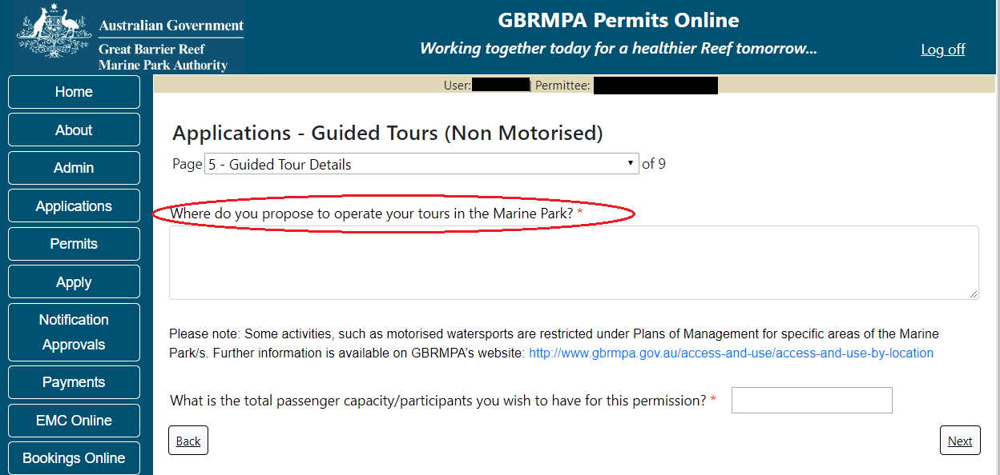 Australian Government
Great Barrier Reef
Marine Park Authority
GBRMPA Permits Online
Working together today for a healthier Reef tomorrow...
Log off
User: | Permittee:
Home
About
Admin
Applications
Permits
Apply
Notification
Approvals
Payments
EMC Online
Bookings Online
Applications - Guided Tours (Non Motorised)
Page 5 - Guided Tour Details of 9
Where do you propose to operate your tours in the Marine Park? *
Please note: Some activities, such as motorised watersports are restricted under Plans of Management for specific areas of the Marine
Park/s. Further information is available on GBRMPA's website: http://www.gbrmpa.gov.au/access-and-use/access-and-use-by-location
What is the total passenger capacity/participants you wish to have for this permission? *
Back
Next